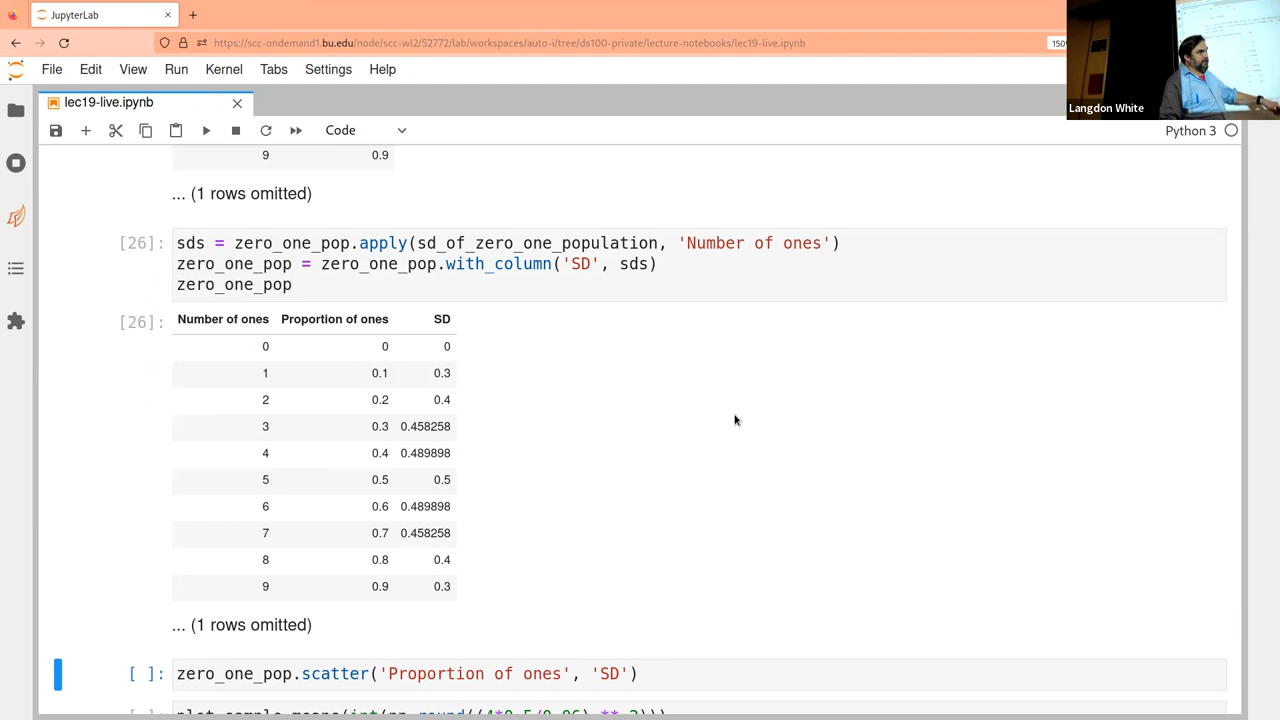 JupyterLab
https://scc-ondemand1.bu.edu/node/scc-wl2/52772/lab/workspaces/auto-i/tree/ds100-private/lecture-notebooks/lec19-live.ipynb
Langdon White
File Edit View Run Kernel Tabs Settings Help
lec19-live.ipynb
Code
Python 3
9 0.9
... (1 rows omitted)
[26]: sds = zero_one_pop.apply(sd_of_zero_one_population, 'Number of ones')
zero_one_pop = zero_one_pop.with_column('SD', sds)
zero_one_pop
[26]: Number of ones Proportion of ones SD
0 0 0
1 0.1 0.3
2 0.2 0.4
3 0.3 0.458258
4 0.4 0.489898
5 0.5 0.5
6 0.6 0.489898
7 0.7 0.458258
8 0.8 0.4
9 0.9 0.3
... (1 rows omitted)
[ ]: zero_one_pop.scatter('Proportion of ones', 'SD')